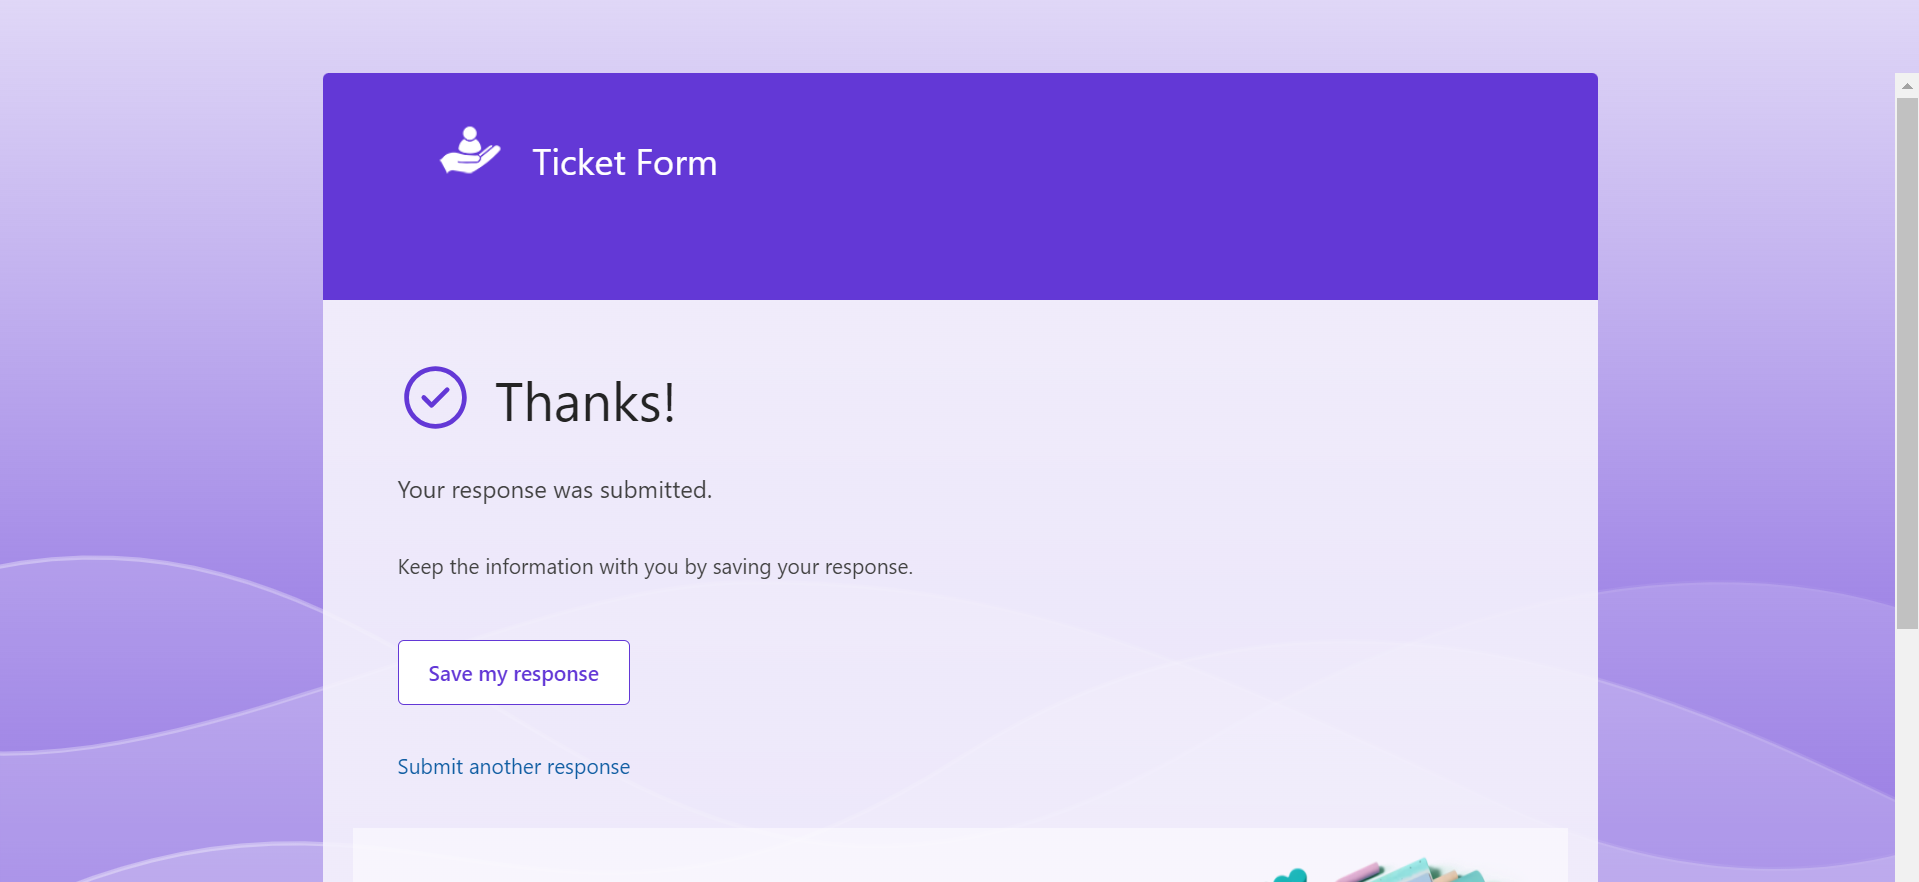 Ticket Form
Thanks!
Your response was submitted.
Keep the information with you by saving your response.
Save my response
Submit another response